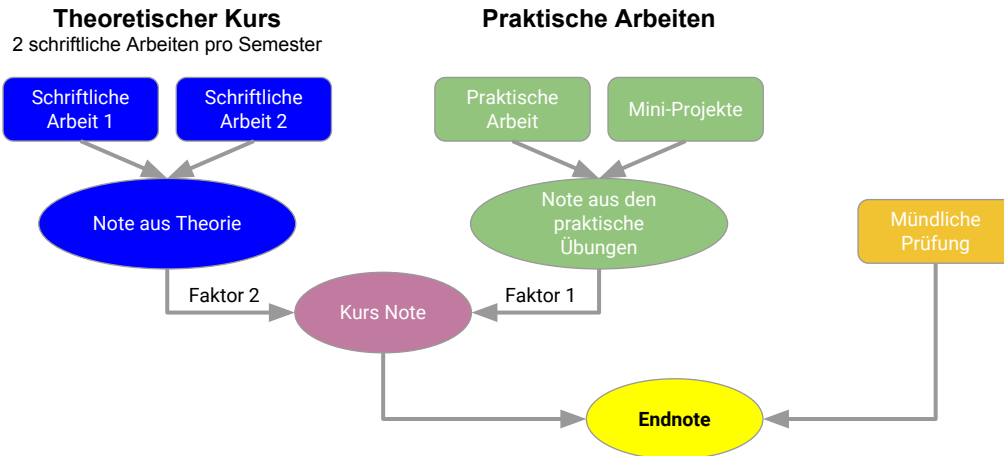 Theoretischer Kurs
2 schriftliche Arbeiten pro Semester
Praktische Arbeiten
Schriftliche
Arbeit 1
Schriftliche
Arbeit 2
Praktische
Arbeit
Mini-Projekte
Note aus Theorie
Note aus den
praktische
Übungen
Mündliche
Prüfung
Faktor 2
Kurs Note
Faktor 1
Endnote